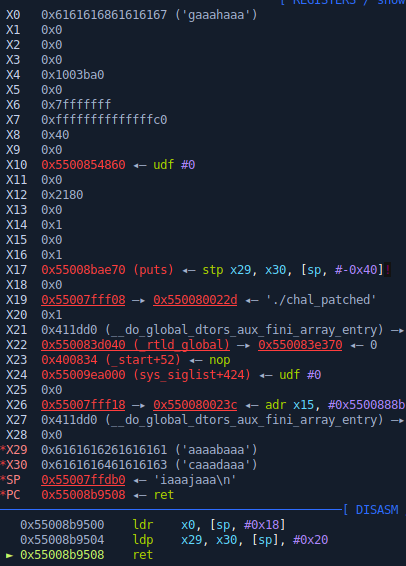 [ REGISTERS / show
X0 0x6161616861616167 ('gaaahaaa')
X1 0x0
X2 0x0
X3 0x0
X4 0x1003ba0
X5 0x0
X6 0x7fffffff
X7 0xffffffffffffffc0
X8 0x40
X9 0x0
X10 0x5500854860 ◂— udf #0
X11 0x0
X12 0x2180
X13 0x0
X14 0x1
X15 0x0
X16 0x1
X17 0x55008bae70 (puts) ◂— stp x29, x30, [sp, #-0x40]!
X18 0x0
X19 0x55007fff08 —▸ 0x550080022d ◂— './chal_patched'
X20 0x1
X21 0x411dd0 (__do_global_dtors_aux_fini_array_entry) —▸
X22 0x550083d040 (_rtld_global) —▸ 0x550083e370 ◂— 0
X23 0x400834 (_start+52) ◂— nop
X24 0x55009ea000 (sys_siglist+424) ◂— udf #0
X25 0x0
X26 0x55007fff18 —▸ 0x550080023c ◂— adr x15, #0x5500888b
X27 0x411dd0 (__do_global_dtors_aux_fini_array_entry) —▸
X28 0x0
*X29 0x6161616261616161 ('aaaabaaa')
*X30 0x6161616461616163 ('caaadaaa')
*SP 0x55007ffdb0 ◂— 'iaaajaaa\n'
*PC 0x55008b9508 ◂— ret
[ DISASM
0x55008b9500 ldr x0, [sp, #0x18]
0x55008b9504 ldp x29, x30, [sp], #0x20
► 0x55008b9508 ret